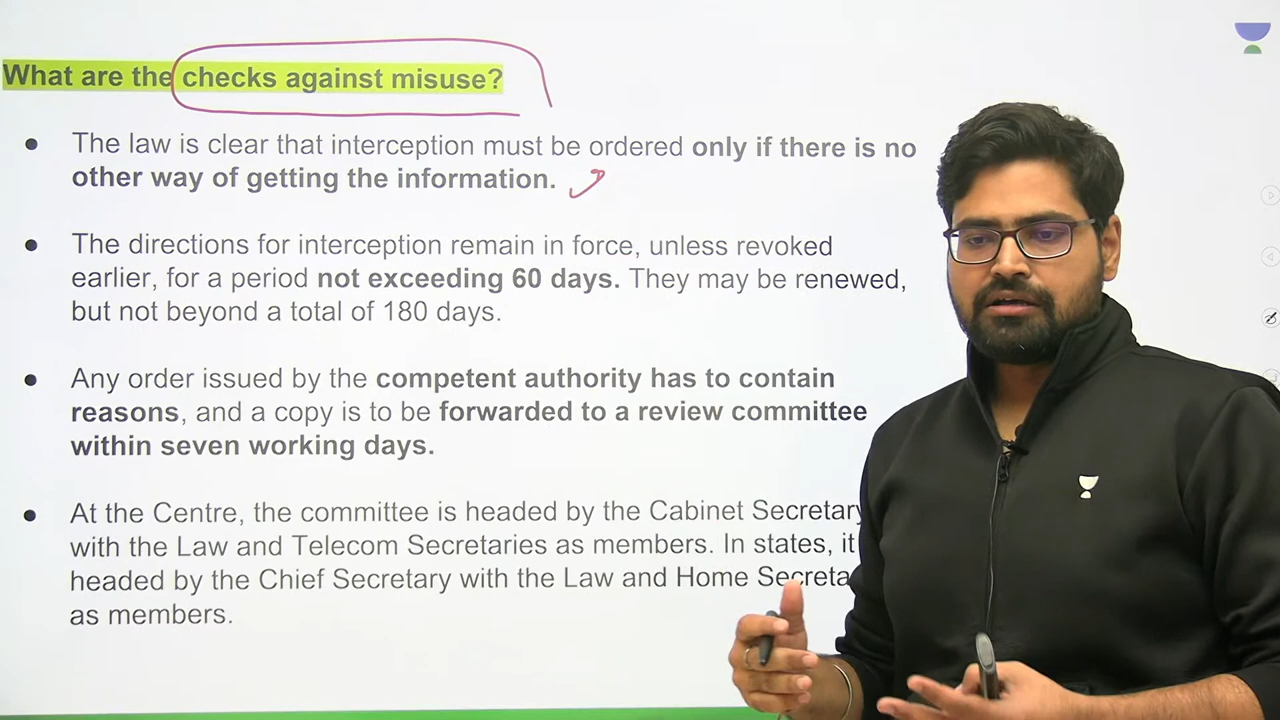 What are the checks against misuse?
● The law is clear that interception must be ordered only if there is no
other way of getting the information.
● The directions for interception remain in force, unless revoked
earlier, for a period not exceeding 60 days. They may be renewed,
but not beyond a total of 180 days.
● Any order issued by the competent authority has to contain
reasons, and a copy is to be forwarded to a review committee
within seven working days.
● At the Centre, the committee is headed by the Cabinet Secretary
with the Law and Telecom Secretaries as members. In states, it
headed by the Chief Secretary with the Law and Home
as members.